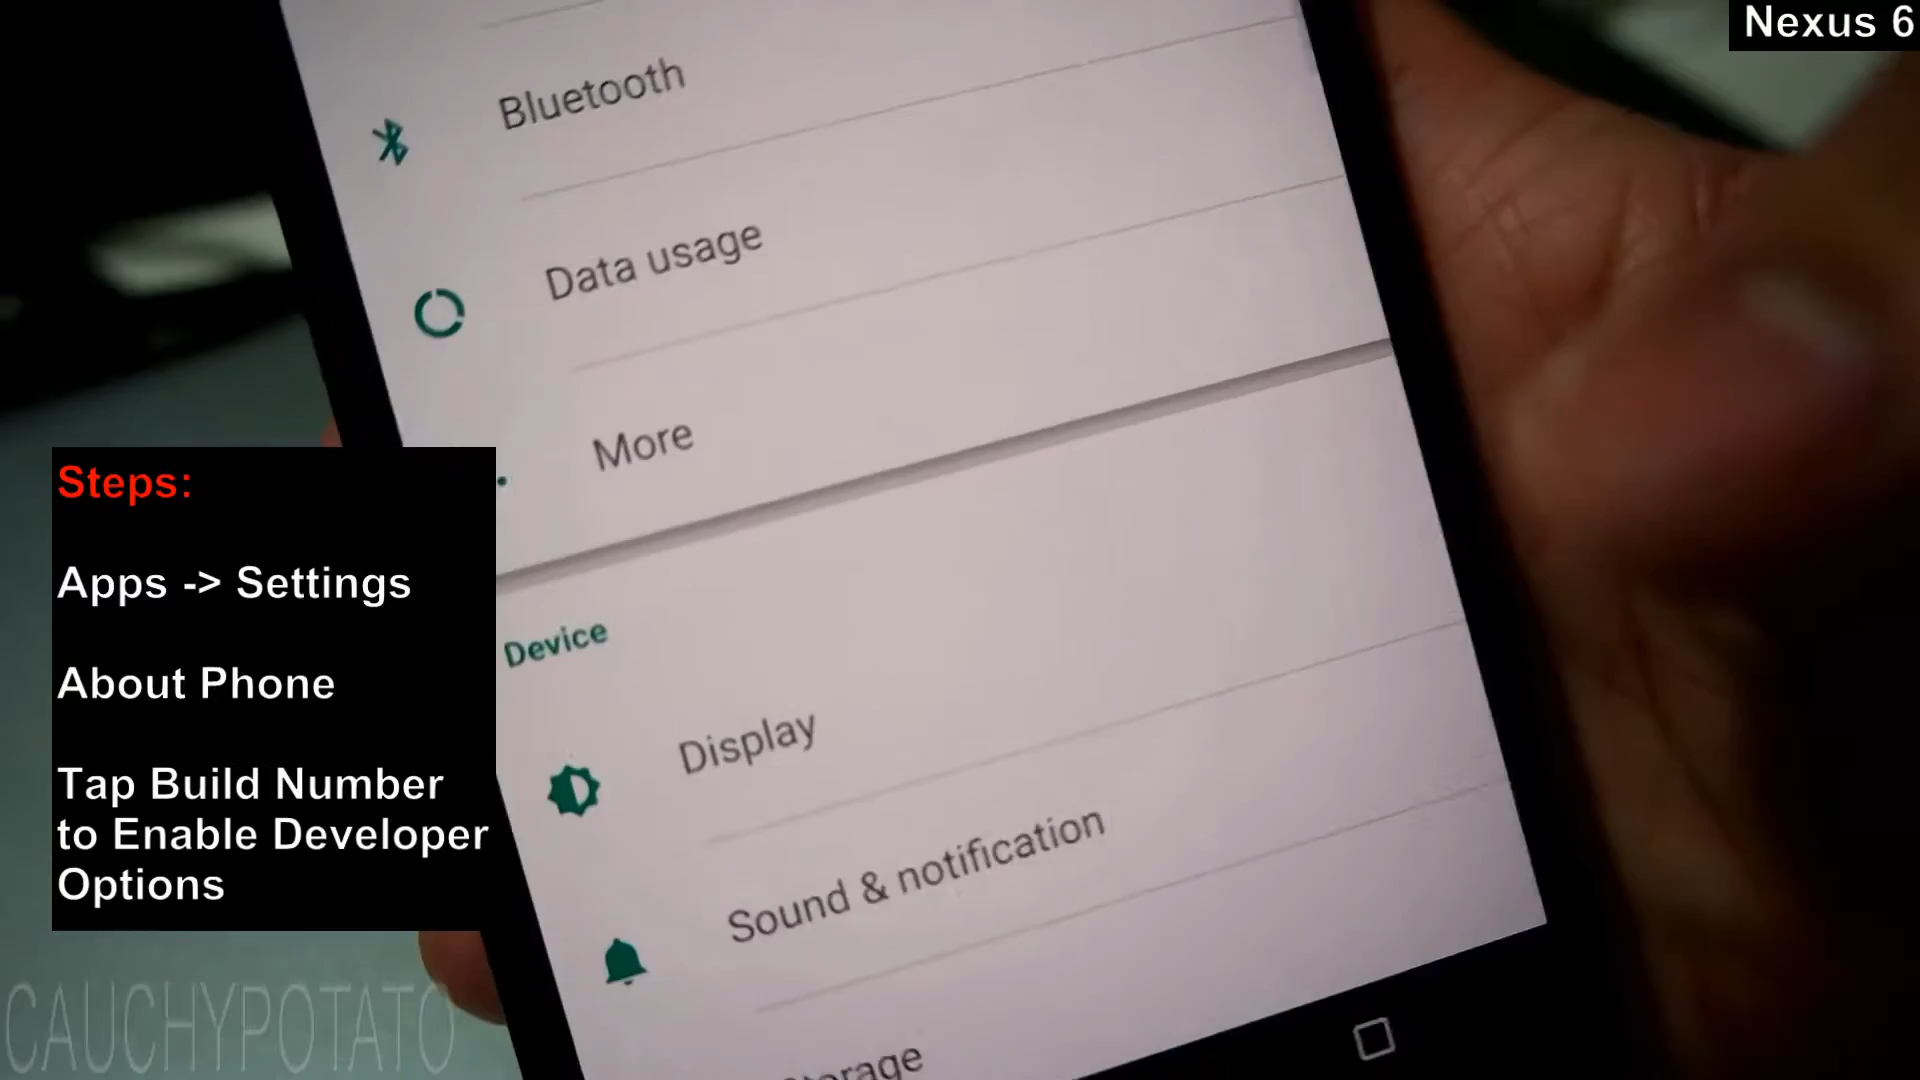 Nexus 6
Bluetooth
Data usage
More
Steps:
Apps -> Settings
About Phone
Tap Build Number
to Enable Developer
Options
Device
Display
Sound & notification
CAUCHYPOTATO